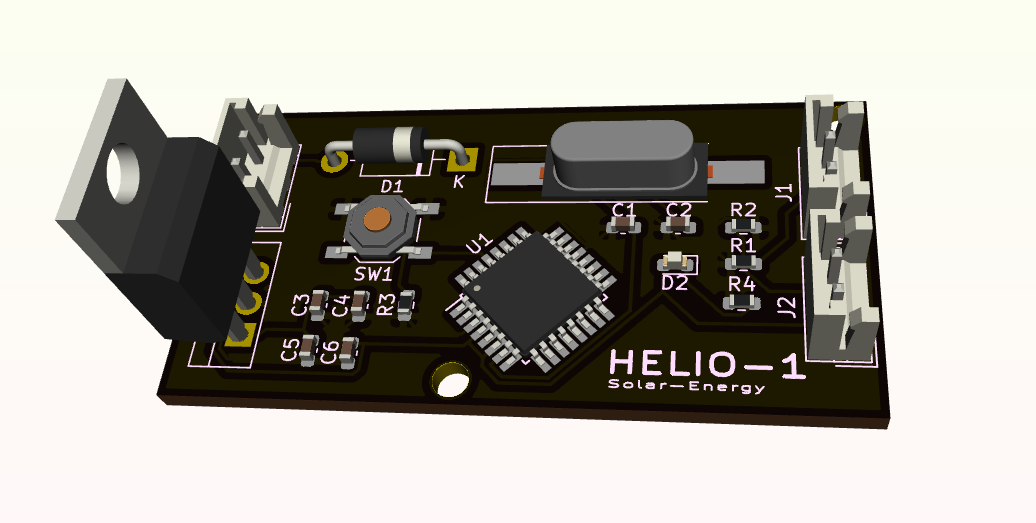 D1
K
SW1
U1
C1
C2
R2
R1
D2
R4
J1
J2
C3
C4
R3
C5
C6
HELIO-1
Solar-Energy